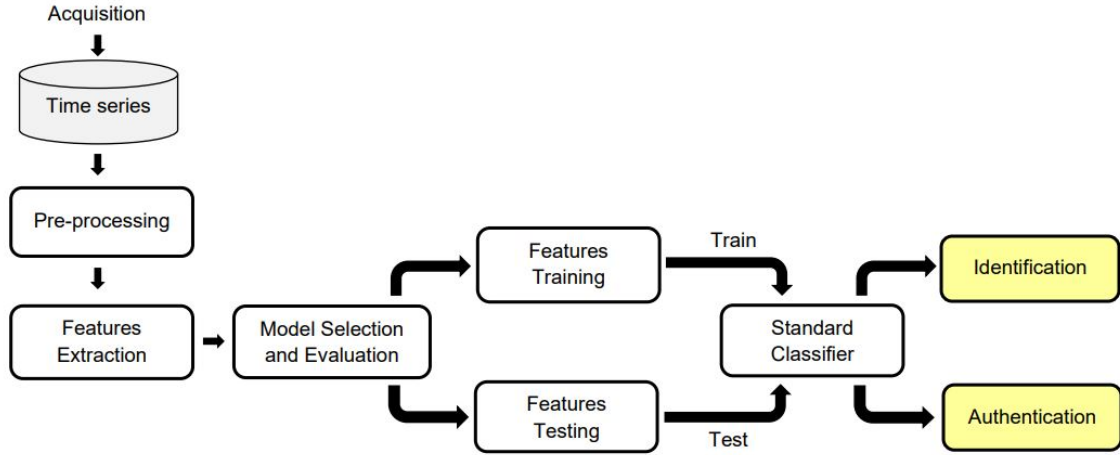 Acquisition
Time series
Pre-processing
Features
Extraction
Model Selection
and Evaluation
Features
Training
Features
Testing
Train
Test
Standard
Classifier
Identification
Authentication